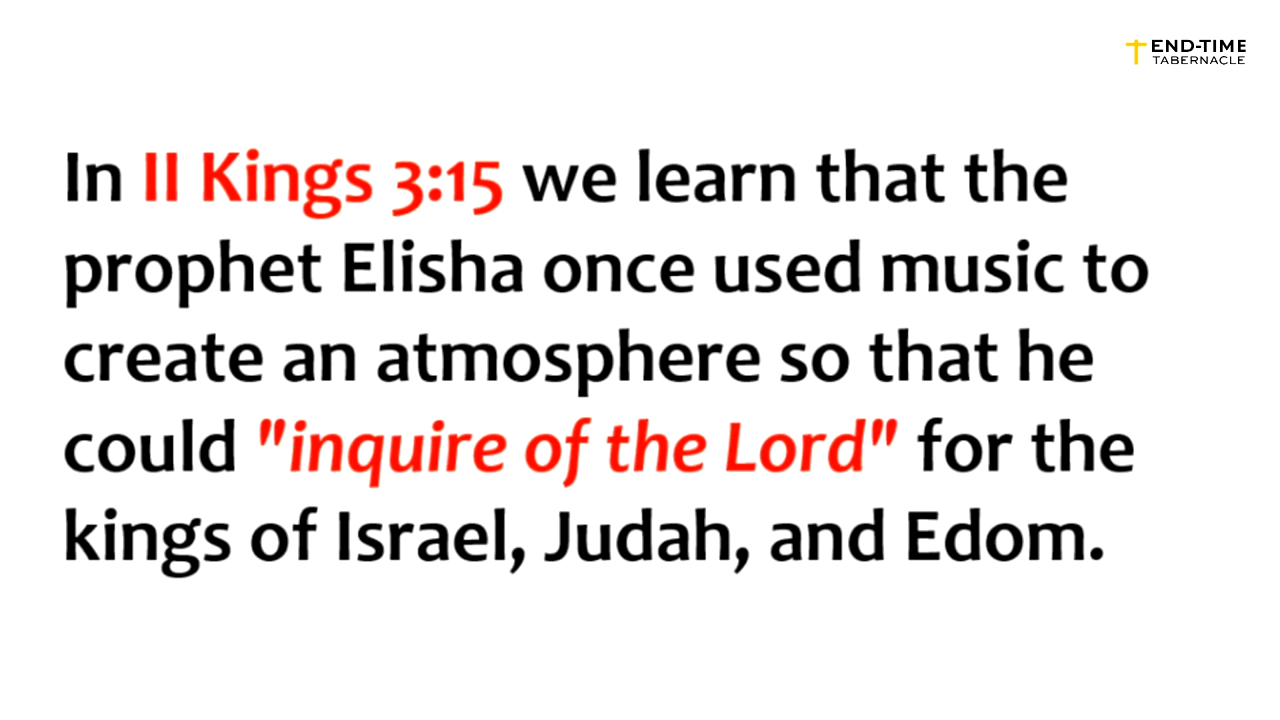 END-TIME
TABERNACLE
In II Kings 3:15 we learn that the
prophet Elisha once used music to
create an atmosphere so that he
could "inquire of the Lord" for the
kings of Israel, Judah, and Edom.